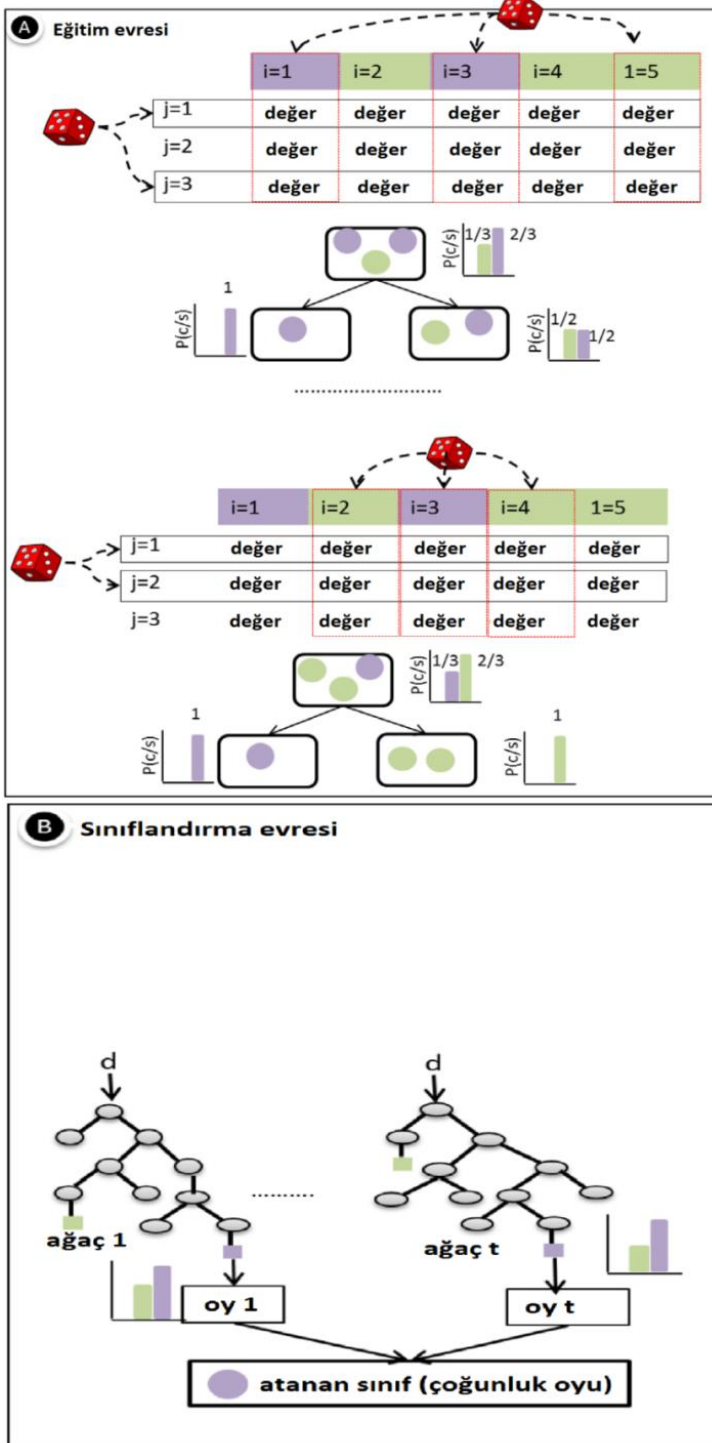 A Eğitim evresi
i=1 i=2 i=3 i=4 1=5
j=1 değer değer değer değer değer
j=2 değer değer değer değer değer
j=3 değer değer değer değer değer
P(c/s) 1/3 2/3
P(c/s) 1
P(c/s) 1/2 1/2
..........................
i=1 i=2 i=3 i=4 1=5
j=1 değer değer değer değer değer
j=2 değer değer değer değer değer
j=3 değer değer değer değer değer
P(c/s) 1/3 2/3
P(c/s) 1
P(c/s) 1
B Sınıflandırma evresi
d d
..........
ağaç 1 ağaç t
oy 1 oy t
atanan sınıf (çoğunluk oyu)